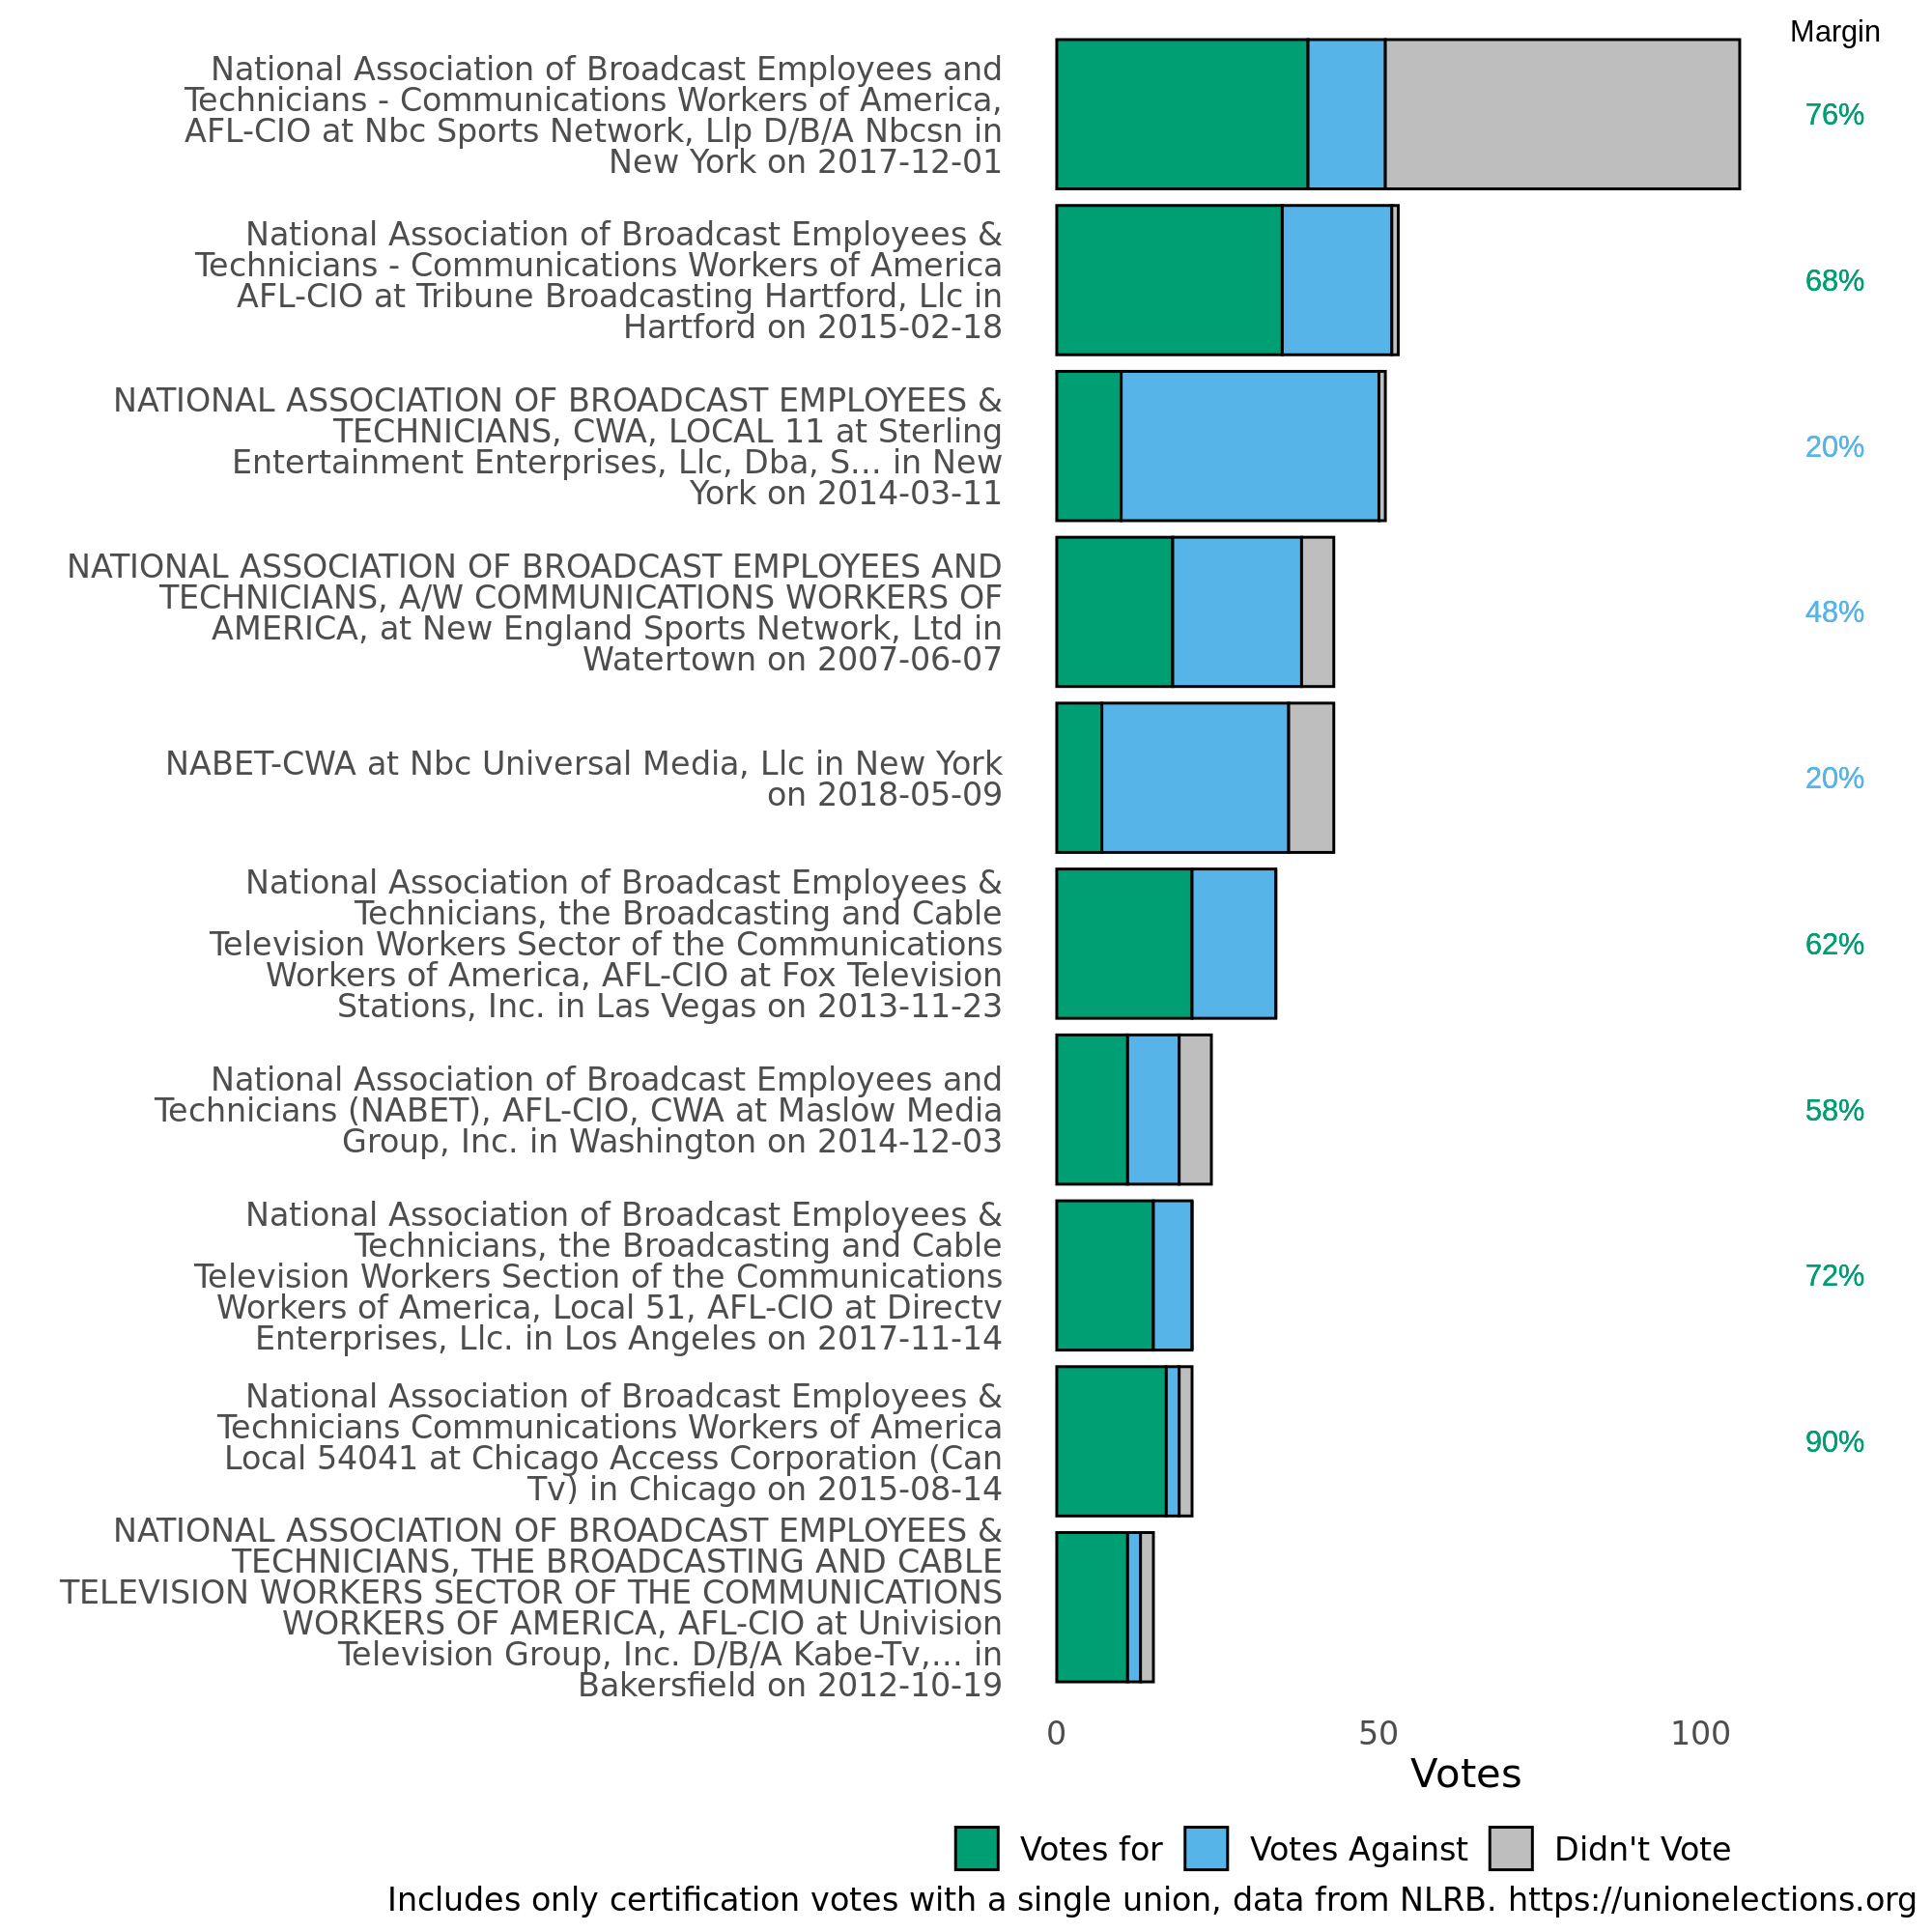 Margin
National Association of Broadcast Employees and
Technicians - Communications Workers of America,
AFL-CIO at Nbc Sports Network, Llp D/B/A Nbcsn in
New York on 2017-12-01
76%
National Association of Broadcast Employees &
Technicians - Communications Workers of America
AFL-CIO at Tribune Broadcasting Hartford, Llc in
Hartford on 2015-02-18
68%
NATIONAL ASSOCIATION OF BROADCAST EMPLOYEES &
TECHNICIANS, CWA, LOCAL 11 at Sterling
Entertainment Enterprises, Llc, Dba, S... in New
York on 2014-03-11
20%
NATIONAL ASSOCIATION OF BROADCAST EMPLOYEES AND
TECHNICIANS, A/W COMMUNICATIONS WORKERS OF
AMERICA, at New England Sports Network, Ltd in
Watertown on 2007-06-07
48%
NABET-CWA at Nbc Universal Media, Llc in New York
on 2018-05-09
20%
National Association of Broadcast Employees &
Technicians, the Broadcasting and Cable
Television Workers Sector of the Communications
Workers of America, AFL-CIO at Fox Television
Stations, Inc. in Las Vegas on 2013-11-23
62%
National Association of Broadcast Employees and
Technicians (NABET), AFL-CIO, CWA at Maslow Media
Group, Inc. in Washington on 2014-12-03
58%
National Association of Broadcast Employees &
Technicians, the Broadcasting and Cable
Television Workers Section of the Communications
Workers of America, Local 51, AFL-CIO at Directv
Enterprises, Llc. in Los Angeles on 2017-11-14
72%
National Association of Broadcast Employees &
Technicians Communications Workers of America
Local 54041 at Chicago Access Corporation (Can
Tv) in Chicago on 2015-08-14
90%
NATIONAL ASSOCIATION OF BROADCAST EMPLOYEES &
TECHNICIANS, THE BROADCASTING AND CABLE
TELEVISION WORKERS SECTOR OF THE COMMUNICATIONS
WORKERS OF AMERICA, AFL-CIO at Univision
Television Group, Inc. D/B/A Kabe-Tv,... in
Bakersfield on 2012-10-19
0 50 100
Votes
Votes for Votes Against Didn't Vote
Includes only certification votes with a single union, data from NLRB. https://unionelections.org